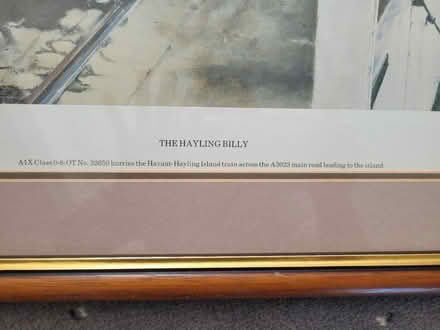 THE HAYLING BILLY
A1X Class 0-6-0T No. 32650 hurries the Havant-Hayling Island train across the A3023 main road leading to the island